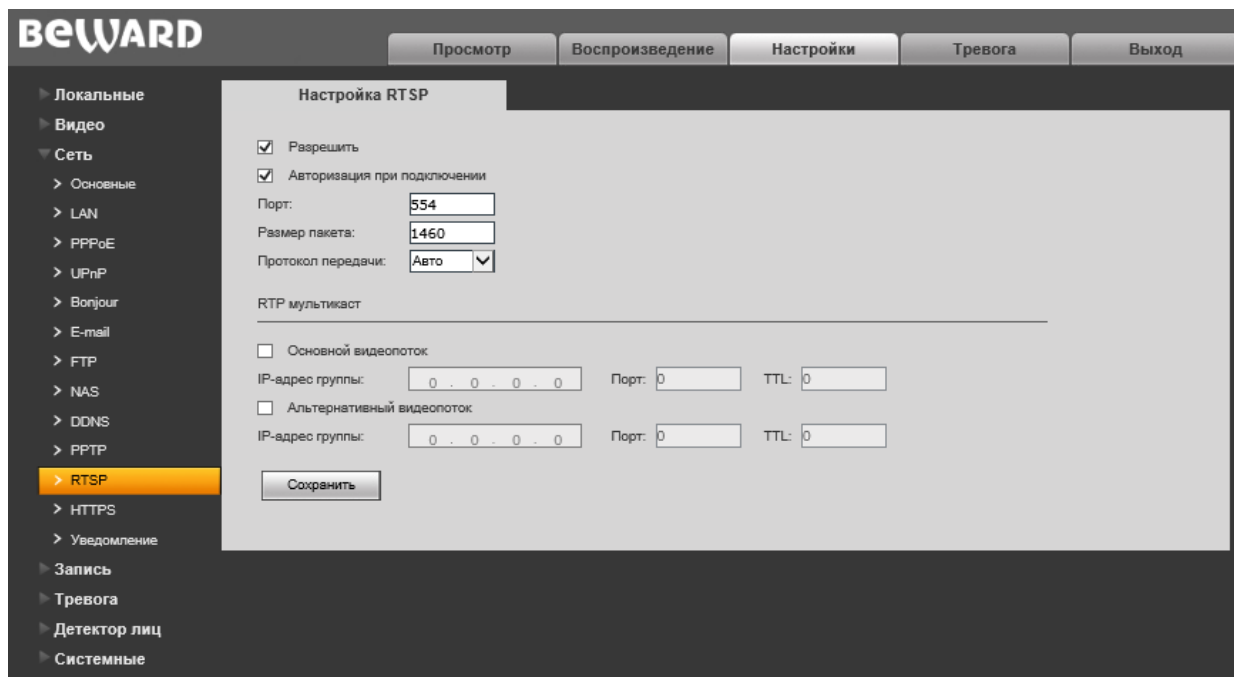 BEWARD
Просмотр Воспроизведение Настройки Тревога Выход
Локальные
Видео
Сеть
Основные
LAN
PPPoE
UPnP
Bonjour
E-mail
FTP
NAS
DDNS
PPTP
RTSP
HTTPS
Уведомление
Запись
Тревога
Детектор лиц
Системные
Настройка RTSP
Разрешить
Авторизация при подключении
Порт: 554
Размер пакета: 1460
Протокол передачи: Авто
RTP мультикаст
Основной видеопоток
IP-адрес группы: 0 . 0 . 0 . 0 Порт: 0 TTL: 0
Альтернативный видеопоток
IP-адрес группы: 0 . 0 . 0 . 0 Порт: 0 TTL: 0
Сохранить